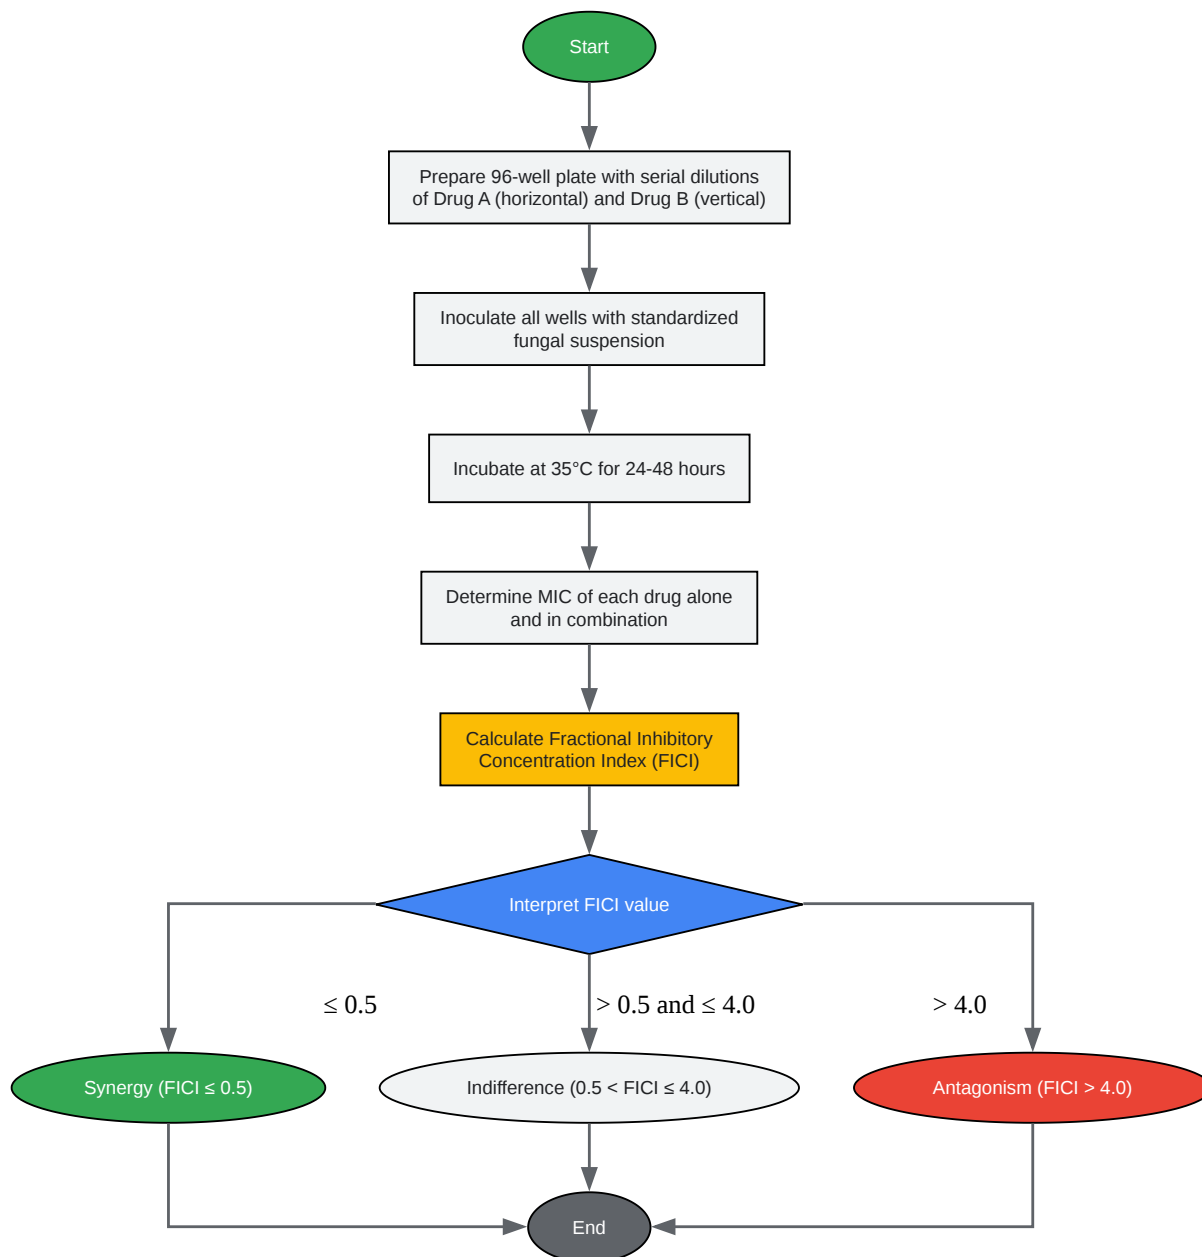 Start
Prepare 96-well plate with serial dilutions
of Drug A (horizontal) and Drug B (vertical)
Inoculate all wells with standardized
fungal suspension
Incubate at 35°C for 24-48 hours
Determine MIC of each drug alone
and in combination
Calculate Fractional Inhibitory
Concentration Index (FICI)
Interpret FICI value
≤ 0.5
> 0.5 and ≤ 4.0
> 4.0
Synergy (FICI ≤ 0.5)
Indifference (0.5 < FICI ≤ 4.0)
Antagonism (FICI > 4.0)
End